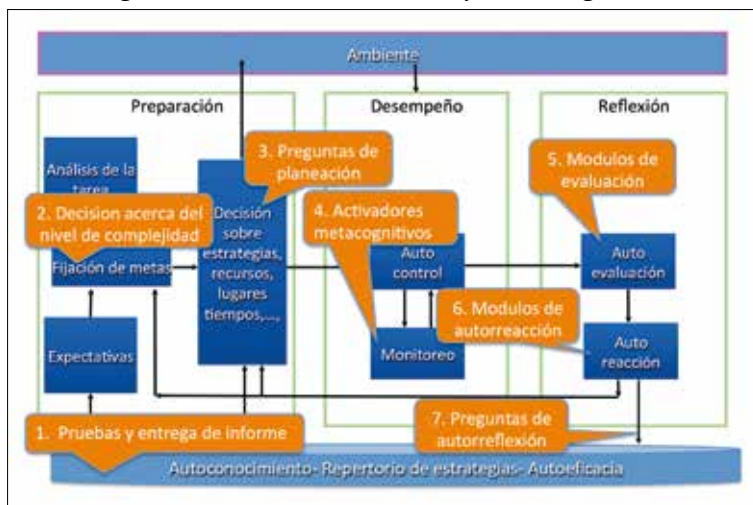 Ambiente
Preparación
Análisis de la
tarea
2. Decision acerca del
nivel de complejidad
Fijación de metas
Expectativas
3. Preguntas de
planeación
Decisión
sobre
estrategias,
recursos,
lugares
tiempos,...,
1. Pruebas y entrega de informe
Desempeño
4. Activadores
metacognitivos
Auto
control
Monitoreo
Reflexión
5. Modulos de
evaluación
Auto
evaluación
6. Modulos de
autorreacción
Auto
reacción
7. Preguntas de
autorreflexión
Autoconocimiento- Repertorio de estrategias- Autoeficacia